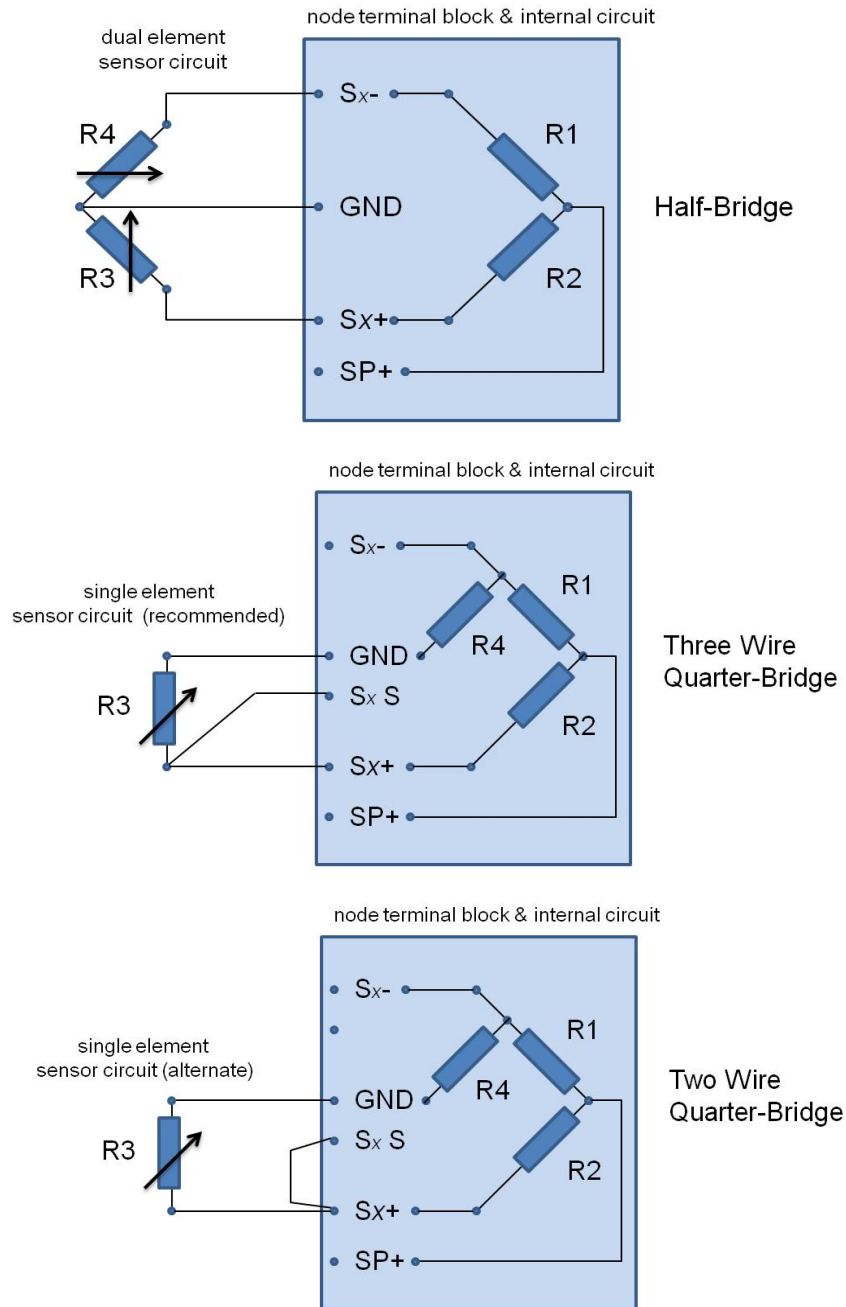 node terminal block & internal circuit
dual element
sensor circuit
Sx-
R4
R1
GND
Half-Bridge
R3
R2
Sx+
SP+
node terminal block & internal circuit
Sx-
single element
sensor circuit (recommended)
R1
GND
R4
Three Wire
Quarter-Bridge
R3
Sx S
R2
Sx+
SP+
node terminal block & internal circuit
Sx-
R1
single element
sensor circuit (alternate)
GND
R4
Two Wire
Quarter-Bridge
R3
Sx S
R2
Sx+
SP+